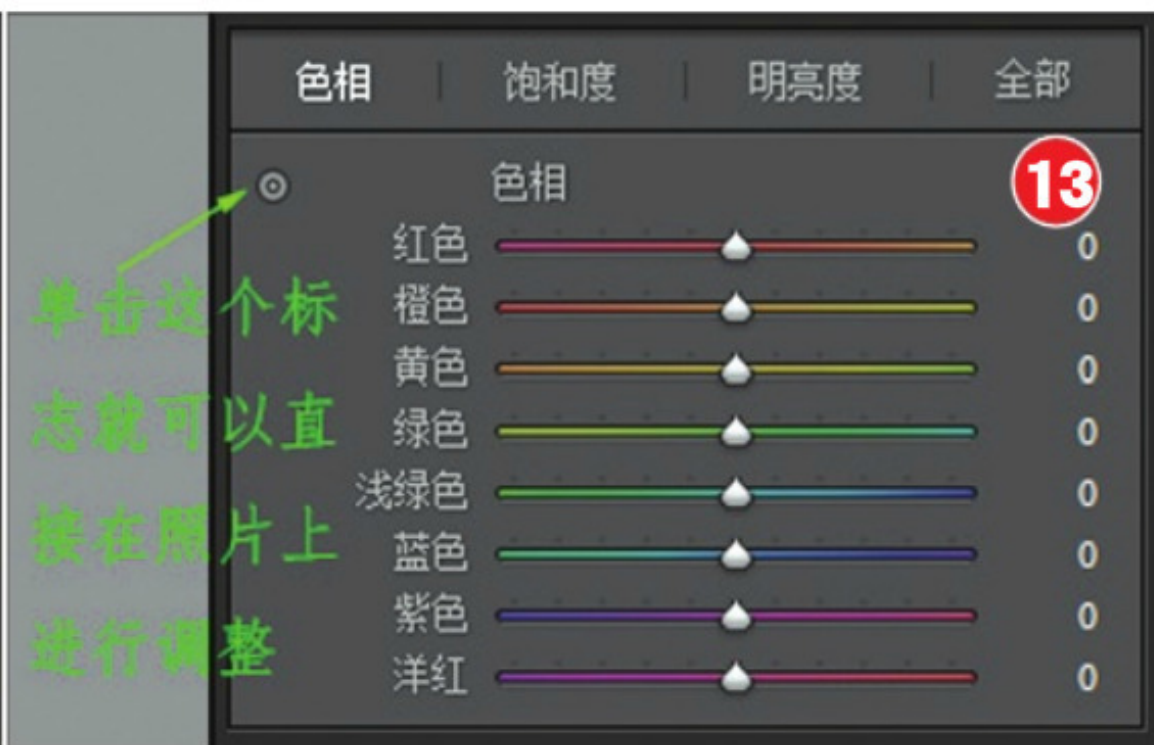 色相 | 饱和度 | 明亮度 | 全部
色相
13
红色 0
橙色 0
黄色 0
绿色 0
浅绿色 0
蓝色 0
紫色 0
洋红 0
单击这个标
志就可以直
接在照片上
进行调整